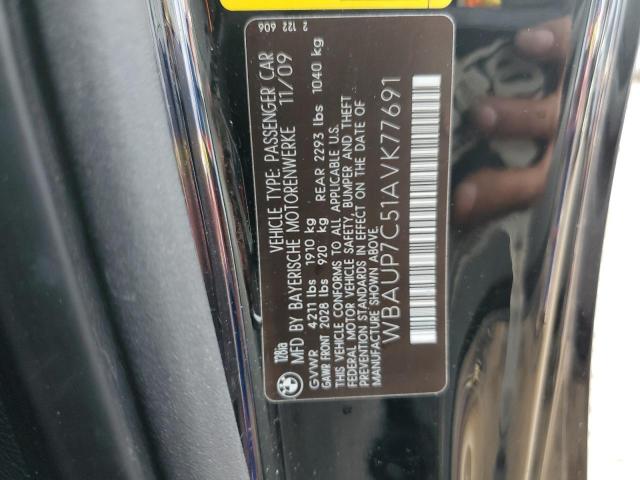 128ia
2 122 606
VEHICLE TYPE: PASSENGER CAR
MFD BY BAYERISCHE MOTORENWERKE 11/09
GVWR 4211 lbs 1910 kg
GAWR FRONT 2028 lbs 920 kg REAR 2293 lbs 1040 kg
THIS VEHICLE CONFORMS TO ALL APPLICABLE U.S.
FEDERAL MOTOR VEHICLE SAFETY, BUMPER AND THEFT
PREVENTION STANDARDS IN EFFECT ON THE DATE OF
MANUFACTURE SHOWN ABOVE.
WBAUP7C51AVK77691